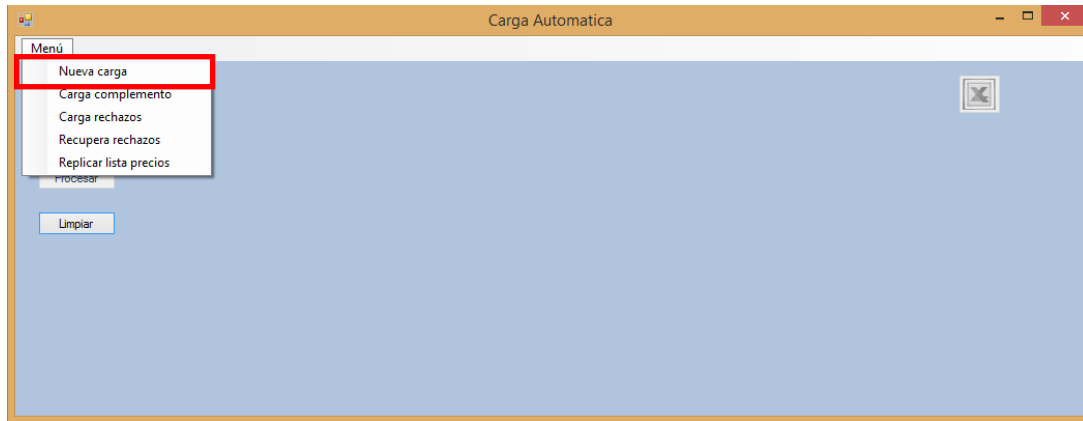 Carga Automatica
Menú
Nueva carga
Carga complemento
Carga rechazos
Recupera rechazos
Replicar lista precios
Procesar
Limpiar